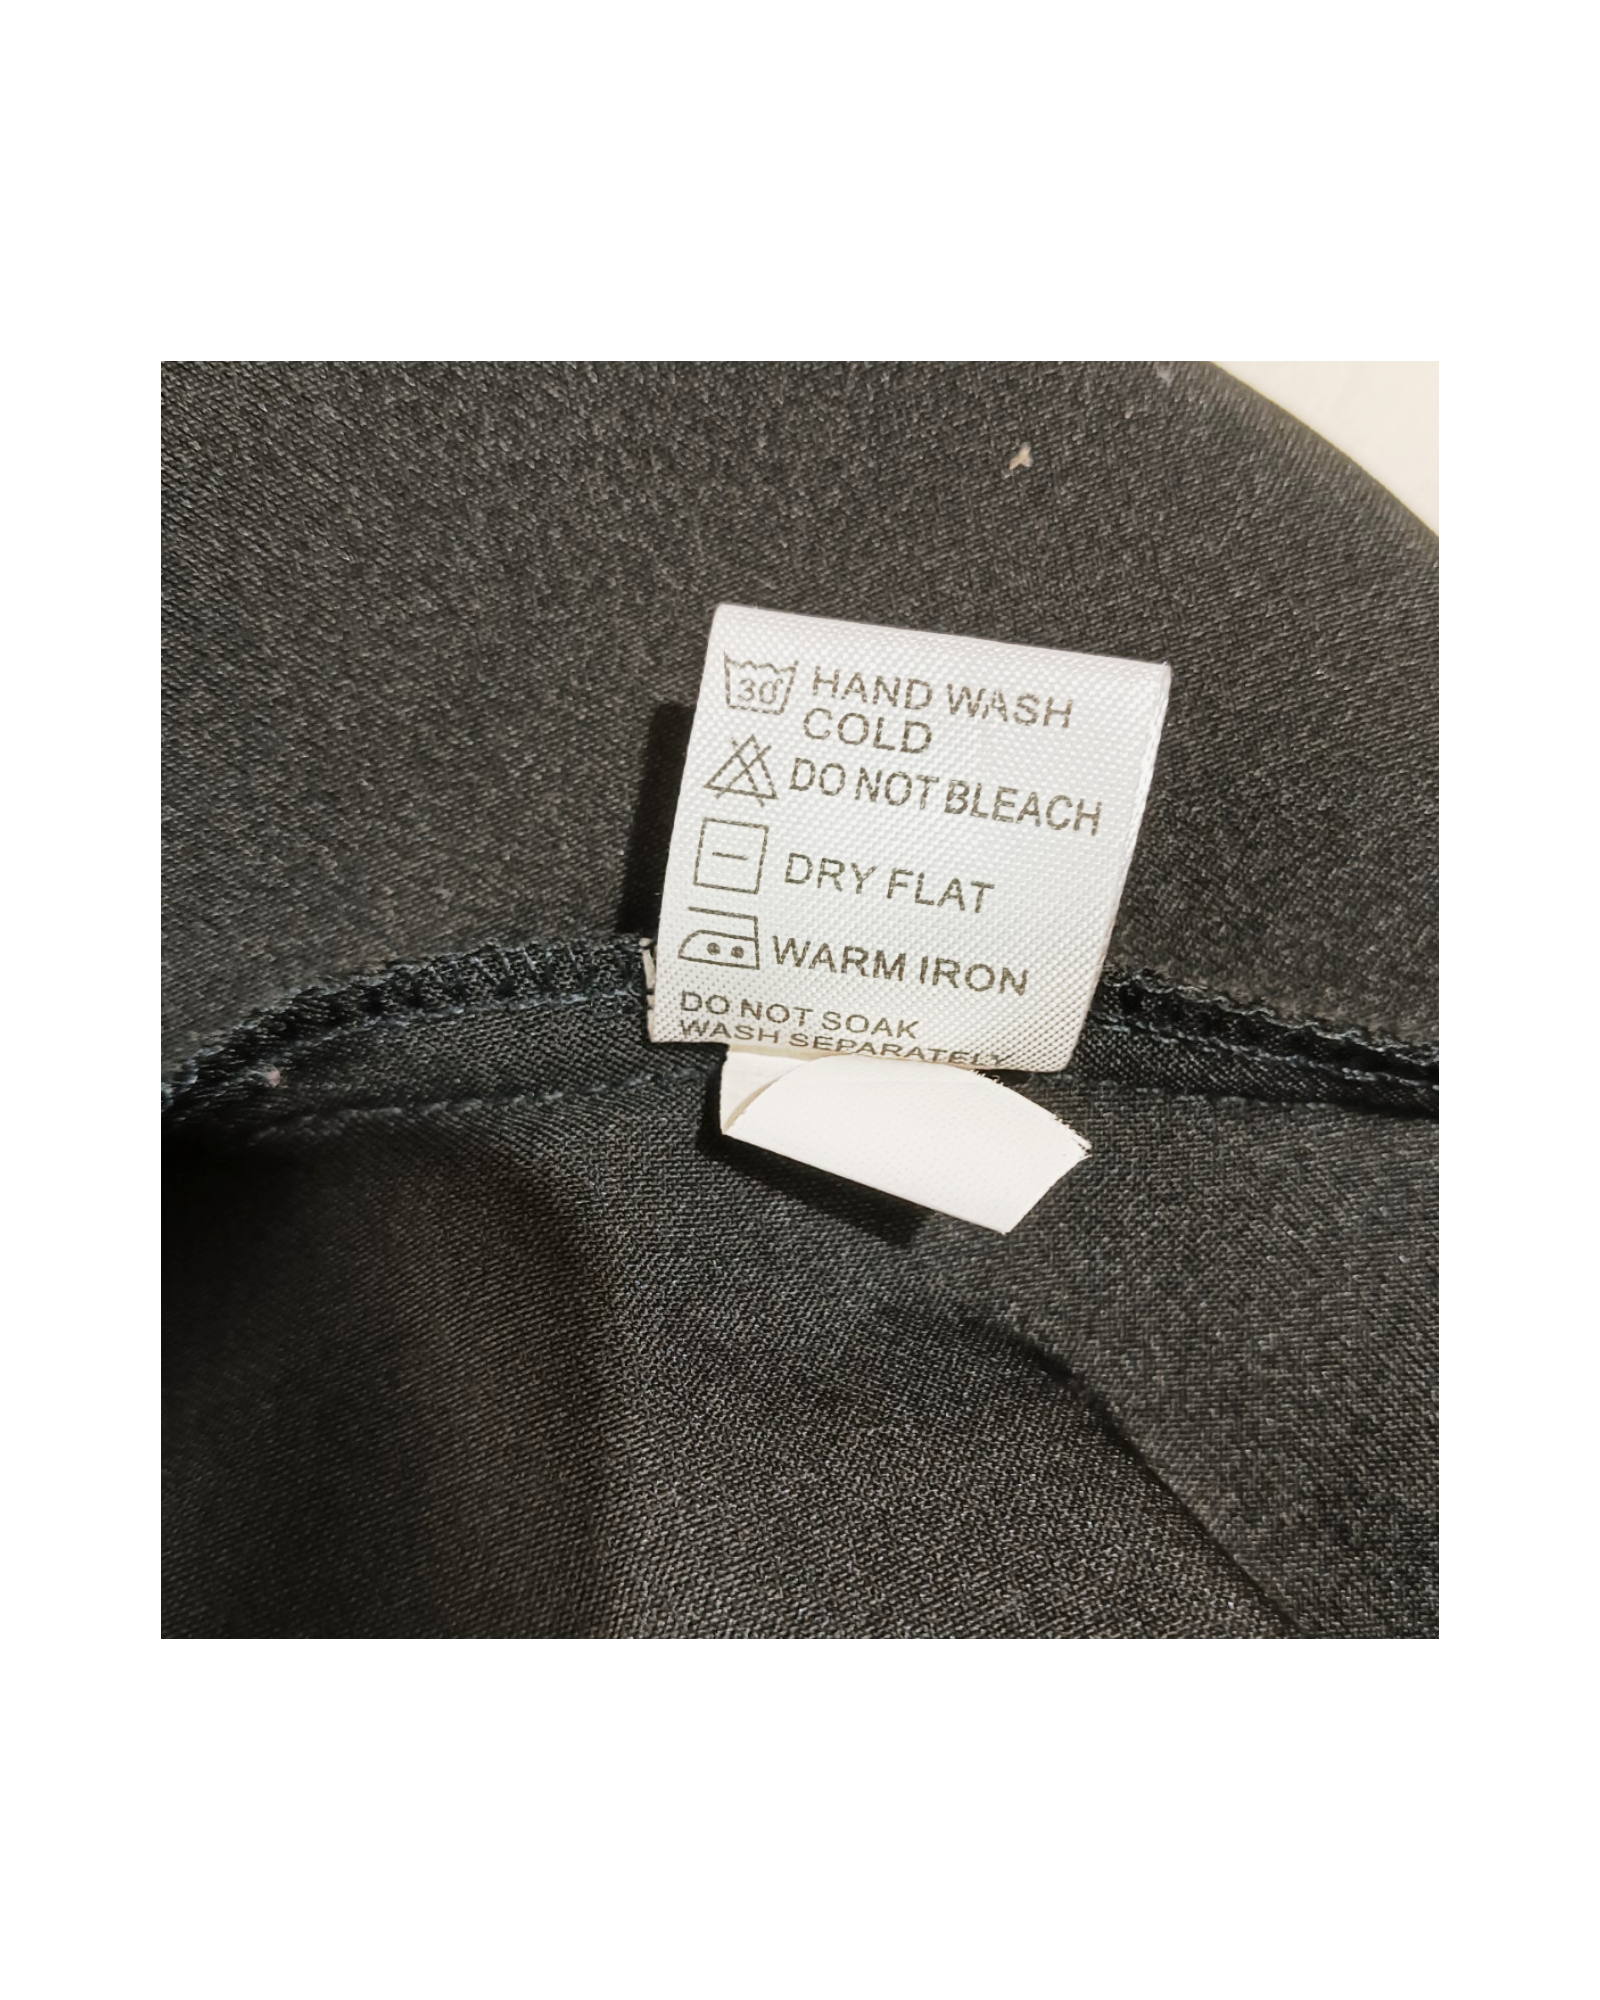 30° HAND WASH
COLD
DO NOT BLEACH
DRY FLAT
WARM IRON
DO NOT SOAK
WASH SEPARATELY